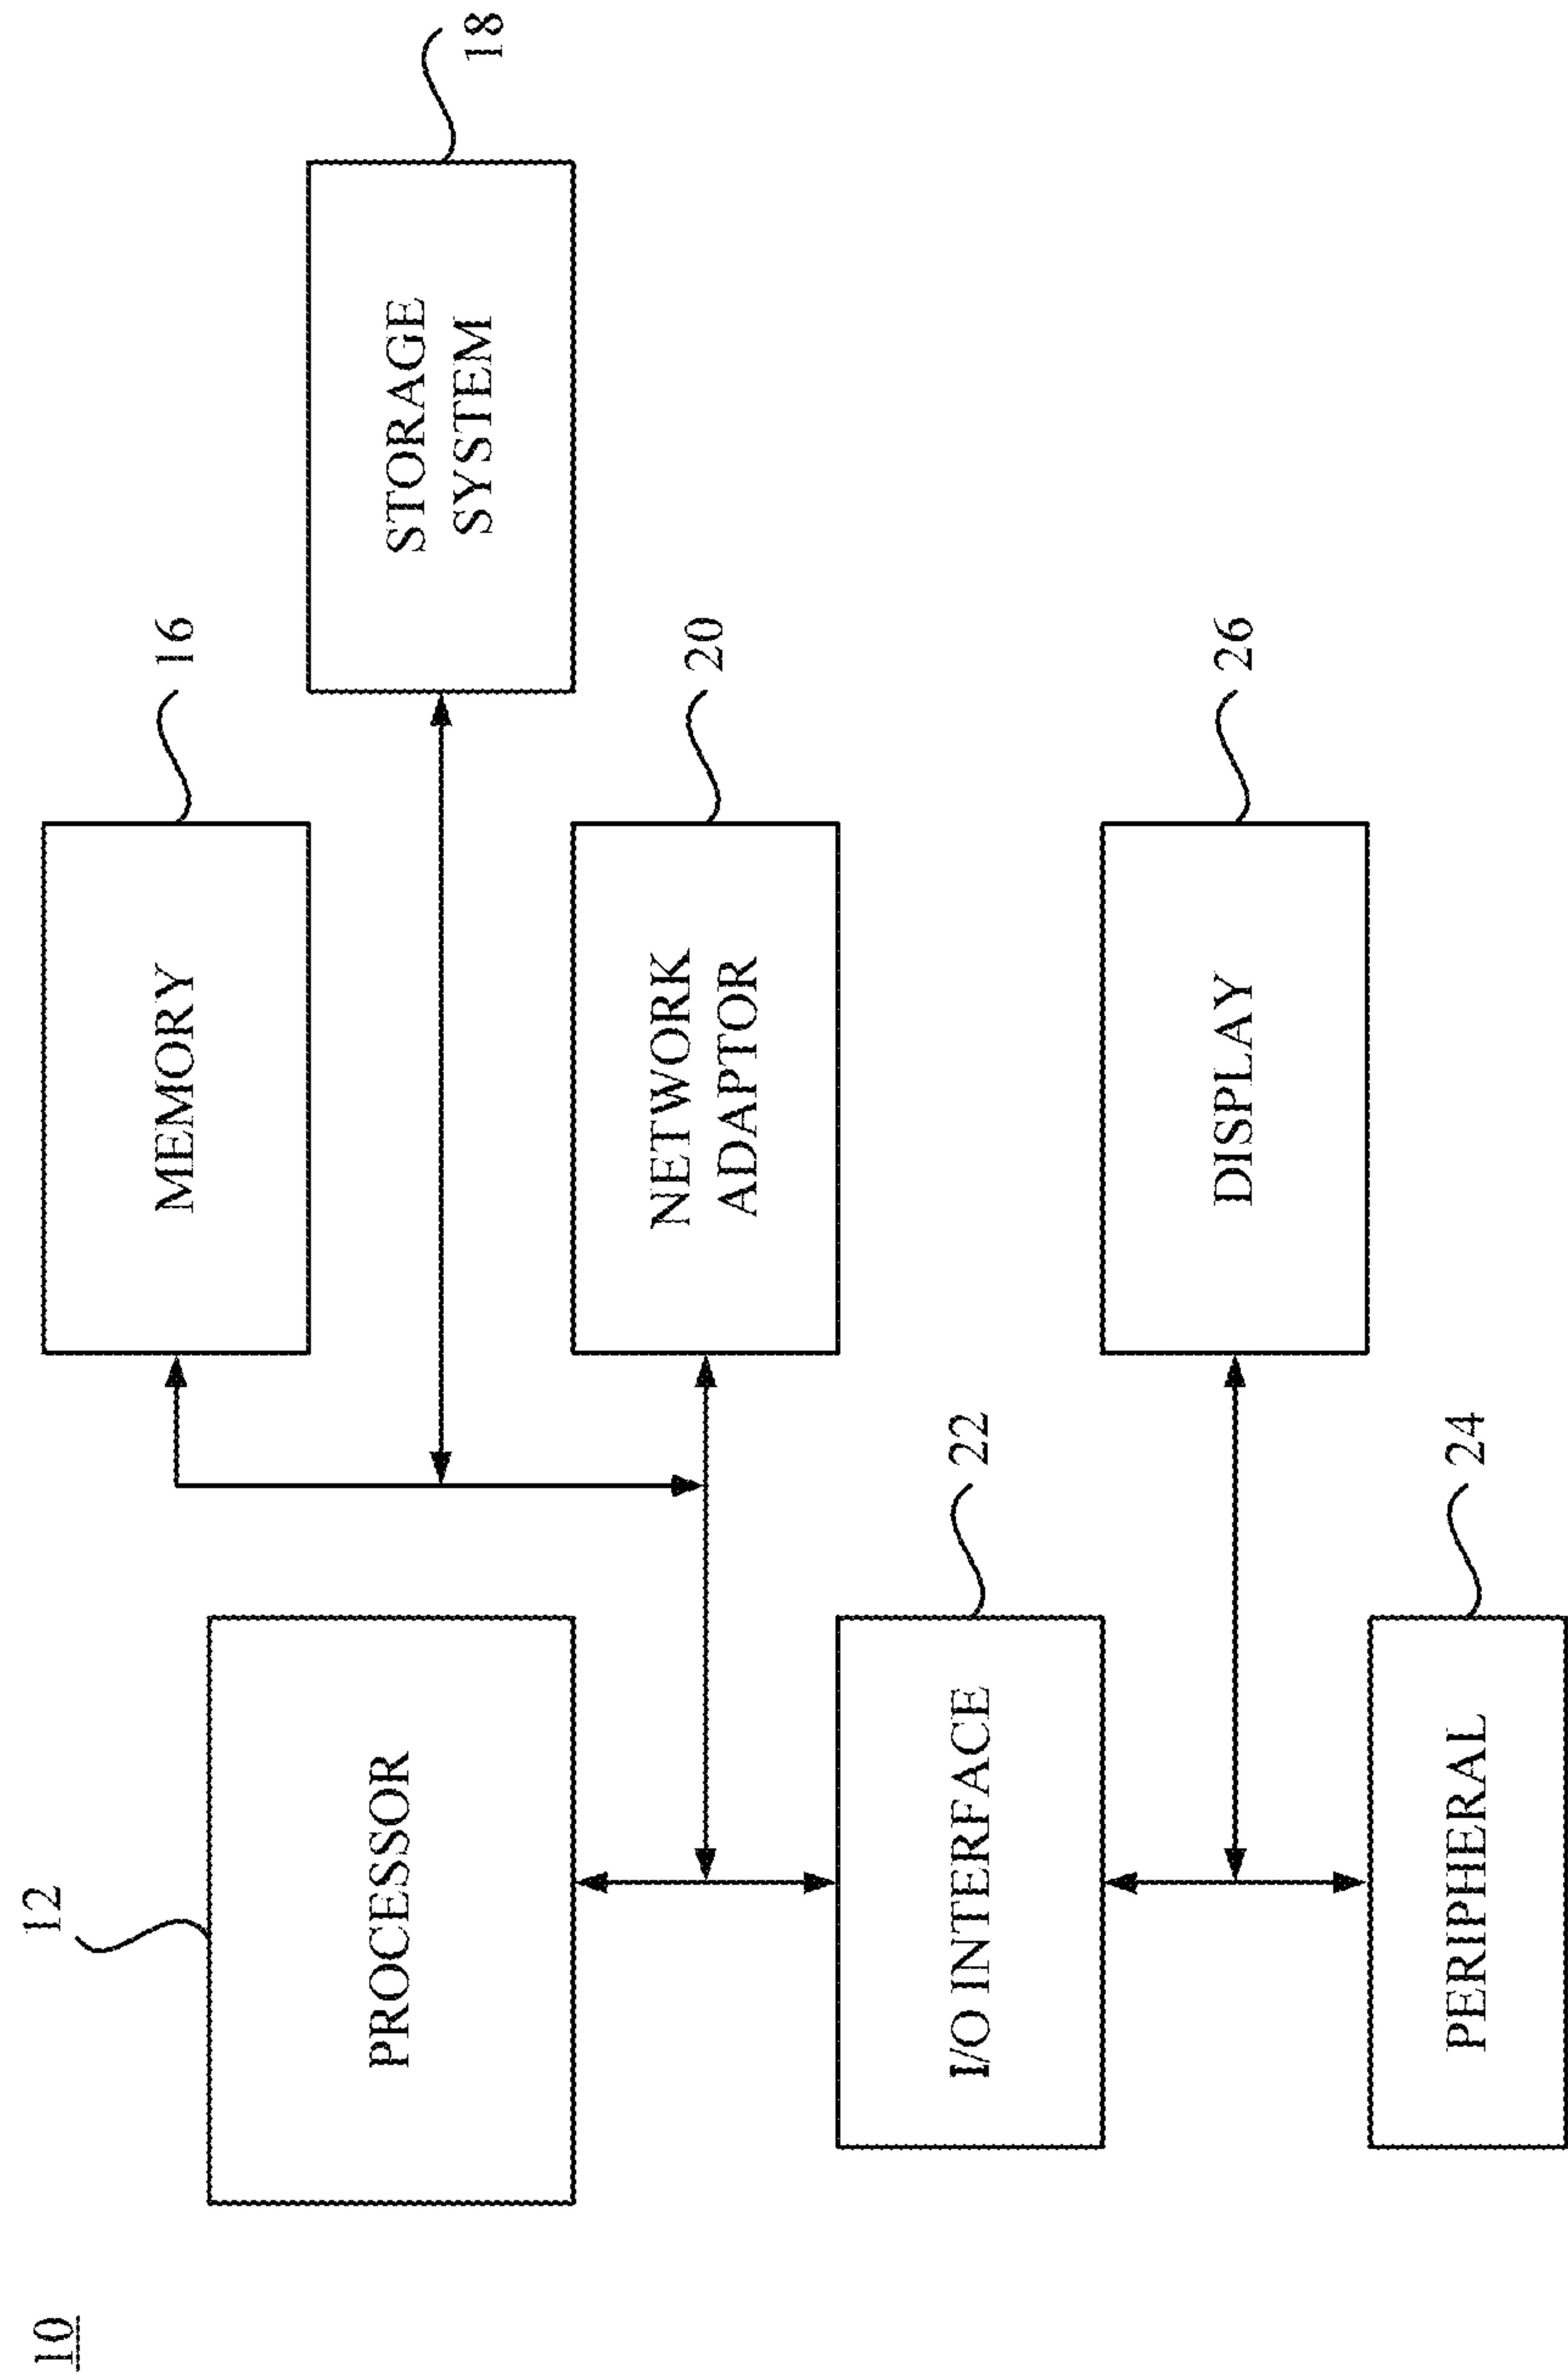 10
12
PROCESSOR
MEMORY
16
STORAGE
SYSTEM
18
NETWORK
ADAPTOR
20
I/O INTERFACE
22
DISPLAY
26
PERIPHERAL
24